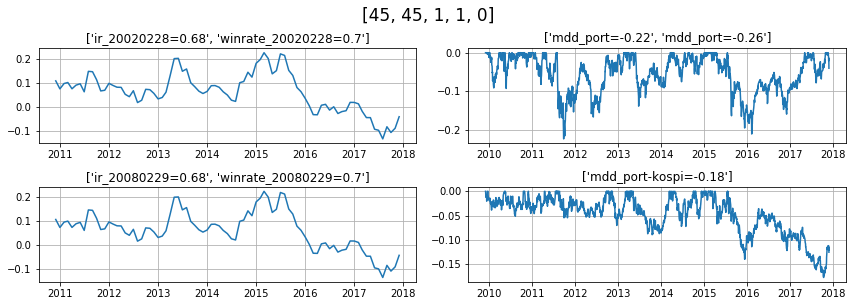 [45, 45, 1, 1, 0]
['ir_20020228=0.68', 'winrate_20020228=0.7']
0.2
0.1
0.0
−0.1
2011 2012 2013 2014 2015 2016 2017 2018
['mdd_port=-0.22', 'mdd_port=-0.26']
0.0
−0.1
−0.2
2010 2011 2012 2013 2014 2015 2016 2017 2018
['ir_20080229=0.68', 'winrate_20080229=0.7']
0.2
0.1
0.0
−0.1
2011 2012 2013 2014 2015 2016 2017 2018
['mdd_port-kospi=-0.18']
0.00
−0.05
−0.10
−0.15
2010 2011 2012 2013 2014 2015 2016 2017 2018